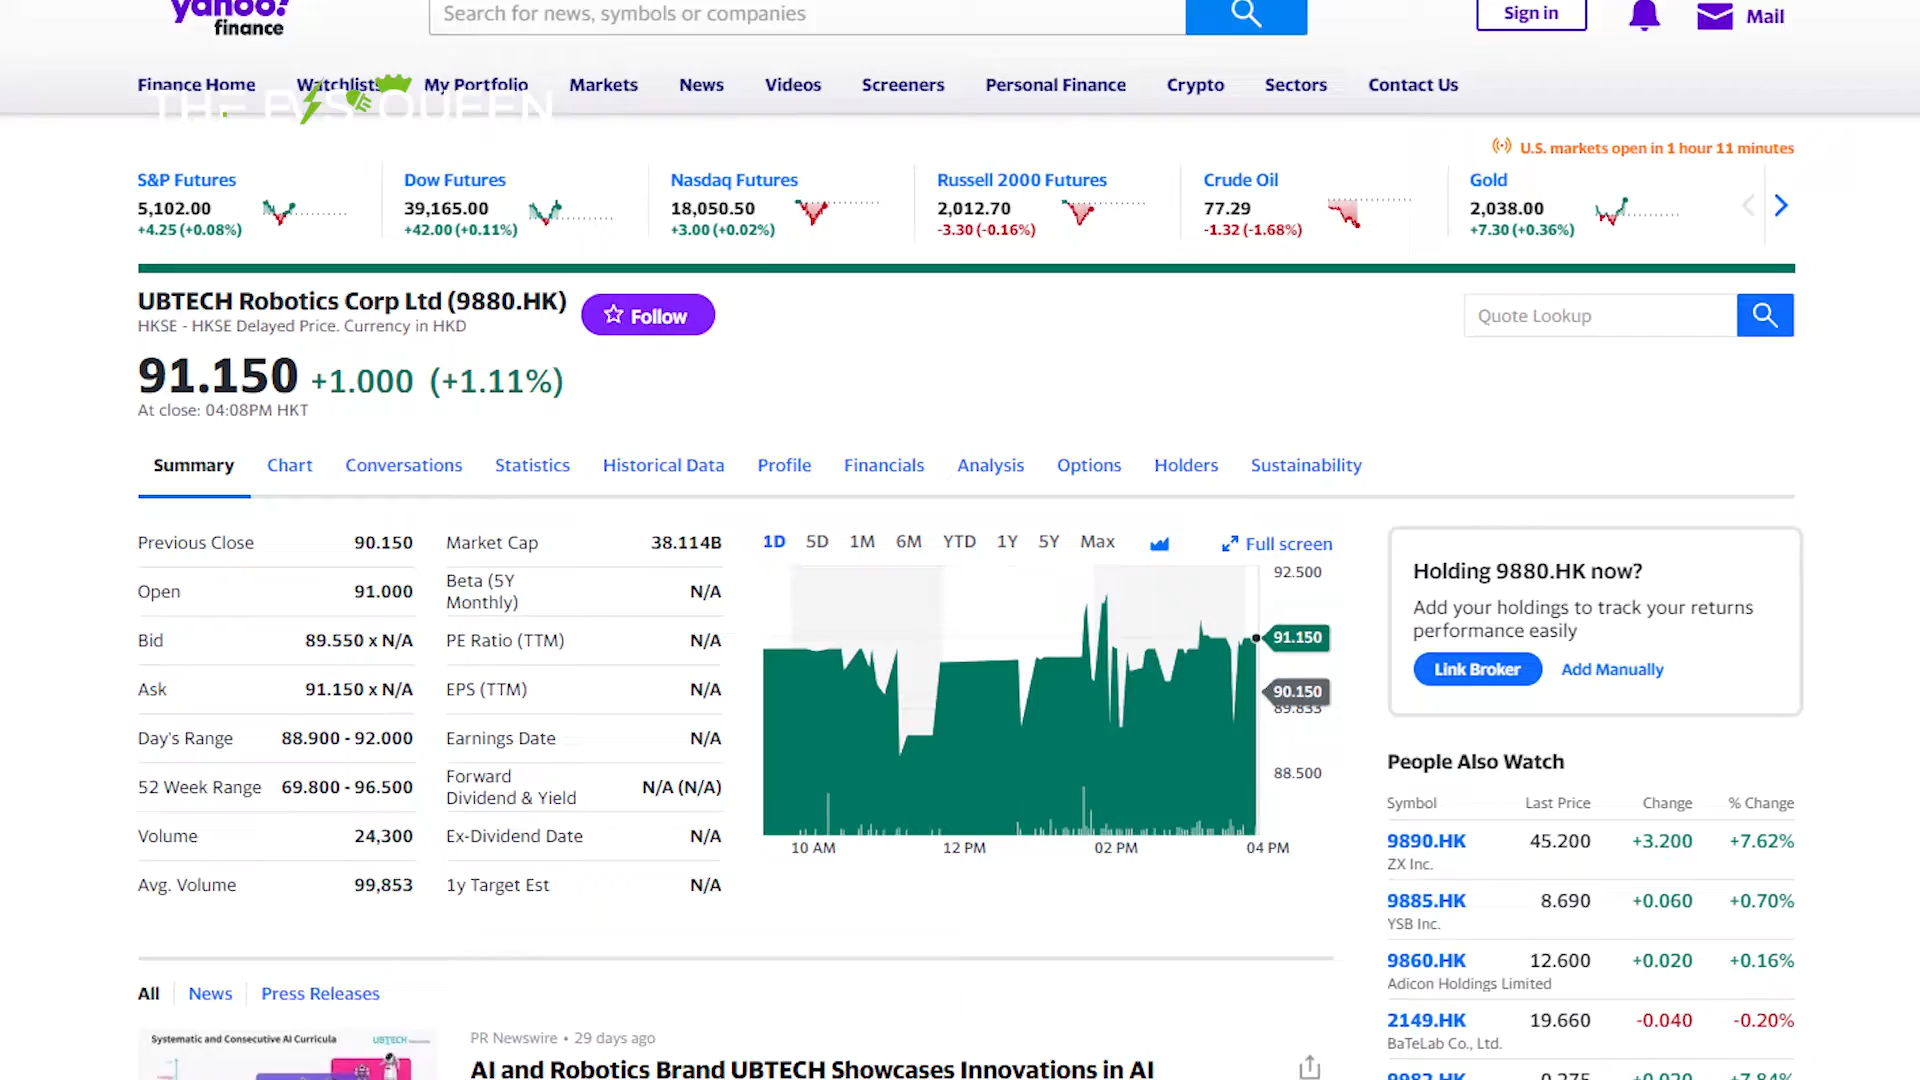 yahoo!
finance
Search for news, symbols or companies
Sign in
Mail
Finance Home Watchlists My Portfolio Markets News Videos Screeners Personal Finance Crypto Sectors Contact Us
THE EV'S QUEEN
U.S. markets open in 1 hour 11 minutes
S&P Futures Dow Futures Nasdaq Futures Russell 2000 Futures Crude Oil Gold
5,102.00 39,165.00 18,050.50 2,012.70 77.29 2,038.00
+4.25 (+0.08%) +42.00 (+0.11%) +3.00 (+0.02%) -3.30 (-0.16%) -1.32 (-1.68%) +7.30 (+0.36%)
UBTECH Robotics Corp Ltd (9880.HK)
Follow
Quote Lookup
HKSE - HKSE Delayed Price. Currency in HKD
91.150 +1.000 (+1.11%)
At close: 04:08PM HKT
Summary Chart Conversations Statistics Historical Data Profile Financials Analysis Options Holders Sustainability
Previous Close 90.150
Open 91.000
Bid 89.550 x N/A
Ask 91.150 x N/A
Day's Range 88.900 - 92.000
52 Week Range 69.800 - 96.500
Volume 24,300
Avg. Volume 99,853
Market Cap 38.114B
Beta (5Y
Monthly) N/A
PE Ratio (TTM) N/A
EPS (TTM) N/A
Earnings Date N/A
Forward
Dividend & Yield N/A (N/A)
Ex-Dividend Date N/A
1y Target Est N/A
1D 5D 1M 6M YTD 1Y 5Y Max Full screen
92.500
91.150
90.150
89.833
88.500
10 AM 12 PM 02 PM 04 PM
Holding 9880.HK now?
Add your holdings to track your returns
performance easily
Link Broker Add Manually
People Also Watch
Symbol Last Price Change % Change
9890.HK 45.200 +3.200 +7.62%
ZX Inc.
9885.HK 8.690 +0.060 +0.70%
YSB Inc.
9860.HK 12.600 +0.020 +0.16%
Adicon Holdings Limited
2149.HK 19.660 -0.040 -0.20%
BaTeLab Co., Ltd.
9982.HK 0.275 +0.020 +7.84%
All News Press Releases
Systematic and Consecutive AI Curricula
UBTECH
PR Newswire • 29 days ago
AI and Robotics Brand UBTECH Showcases Innovations in AI